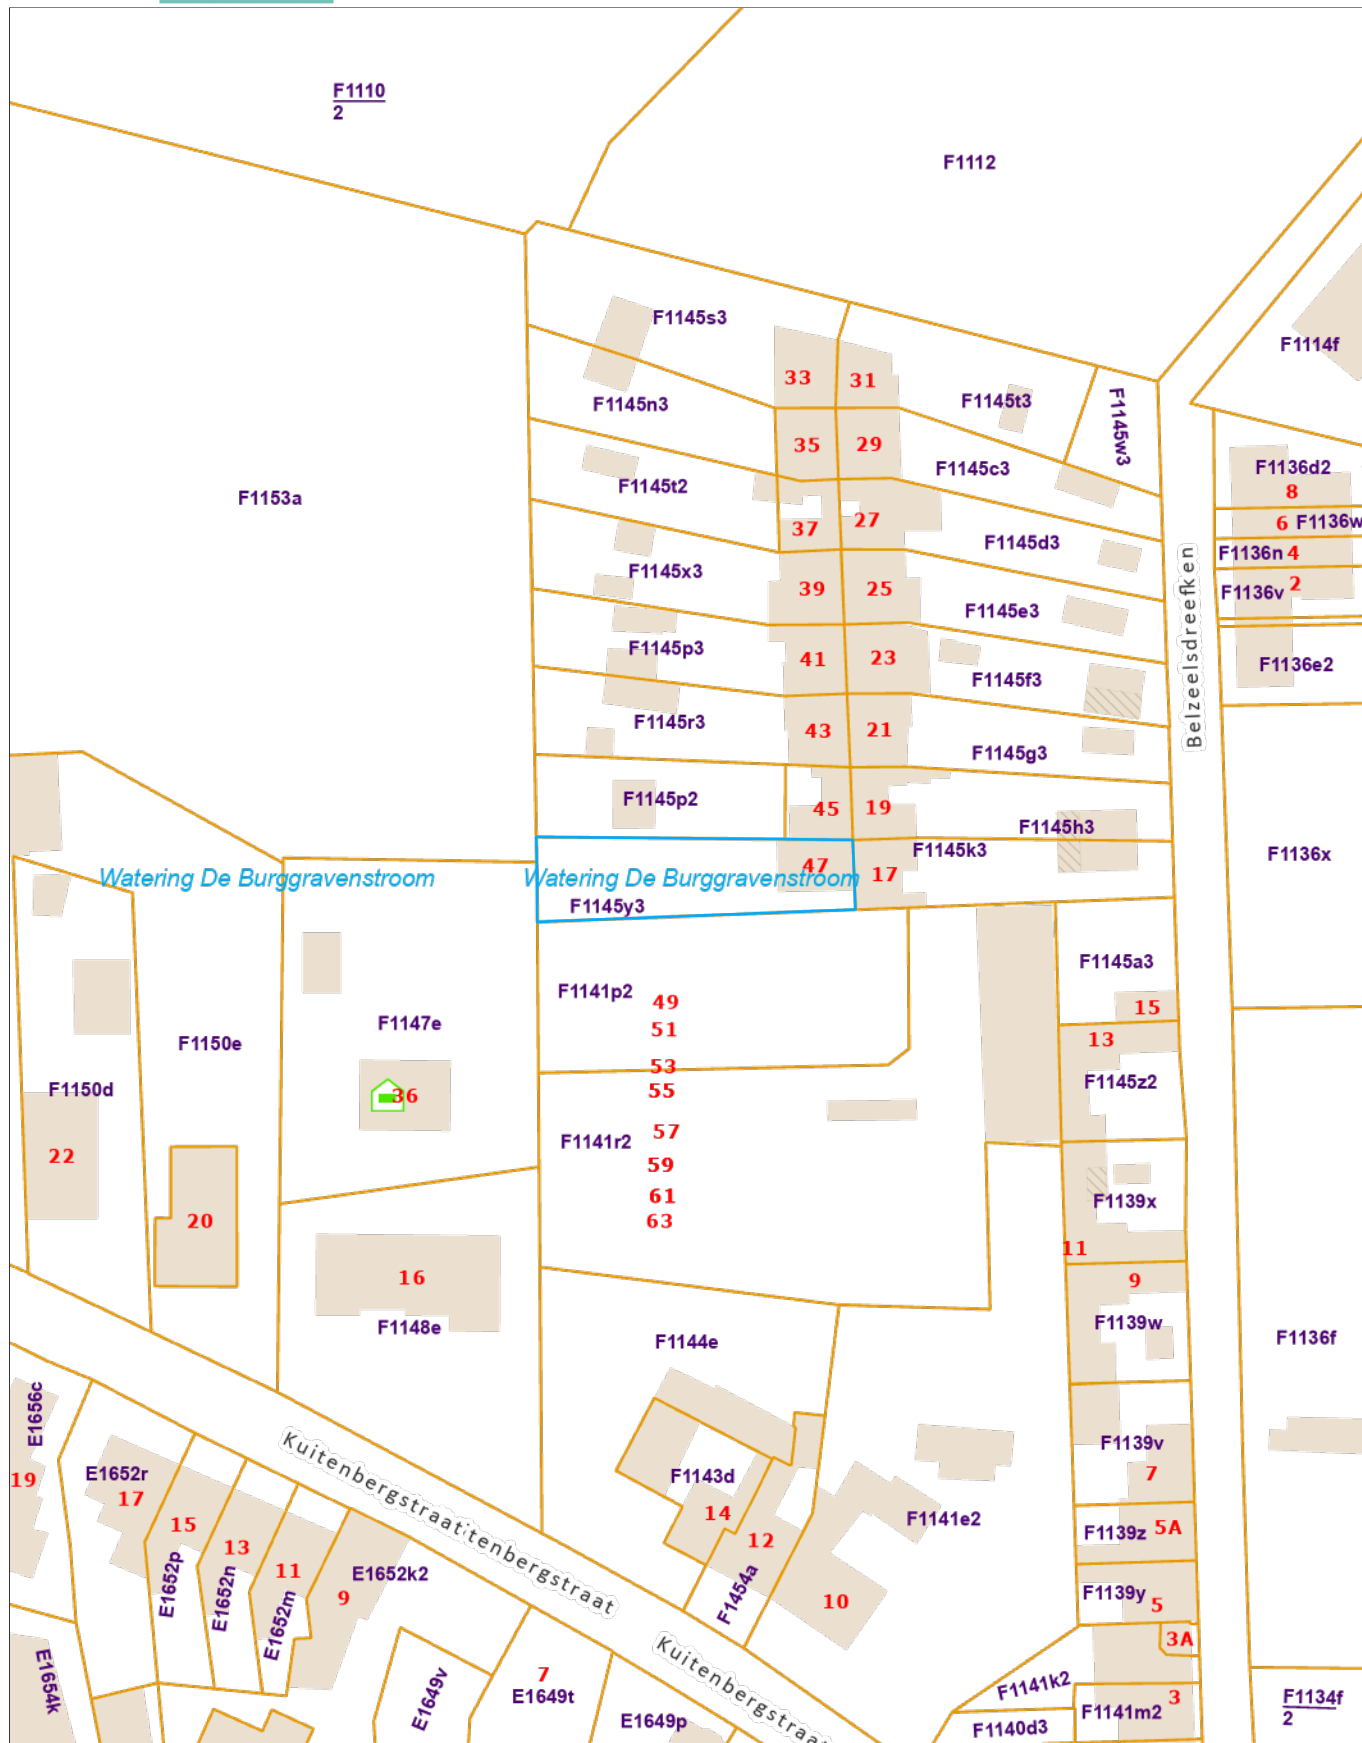 F1110
2
F1112
F1114f
F1145s3
33
31
F1145t3
F1145w3
F1145n3
35
29
F1145c3
F1136d2
8
F1153a
F1145t2
37
27
F1145d3
6
F1136w
F1136n
4
F1145x3
39
25
F1145e3
F1136v
2
Belzeelsdreefken
F1145p3
41
23
F1145f3
F1136e2
F1145r3
43
21
F1145g3
F1145p2
45
19
F1145h3
F1145k3
F1136x
Watering De Burggravenstroom
Watering De Burggravenstroom
47
17
F1145y3
F1141p2
49
51
53
55
F1145a3
15
13
F1145z2
F1150e
F1147e
36
F1150d
22
20
F1141r2
57
59
61
63
F1139x
11
9
16
F1148e
F1144e
F1139w
F1136f
E1656c
19
E1652r
17
15
13
11
9
E1652p
E1652n
E1652m
E1652k2
Kuitenbergstraat
tenbergstraat
F1143d
14
12
F1454a
10
F1141e2
F1139v
7
F1139z
5A
F1139y
5
3A
E1654k
E1649v
7
E1649t
E1649p
Kuitenbergstraat
F1141k2
3
F1141m2
F1140d3
F1134f
2